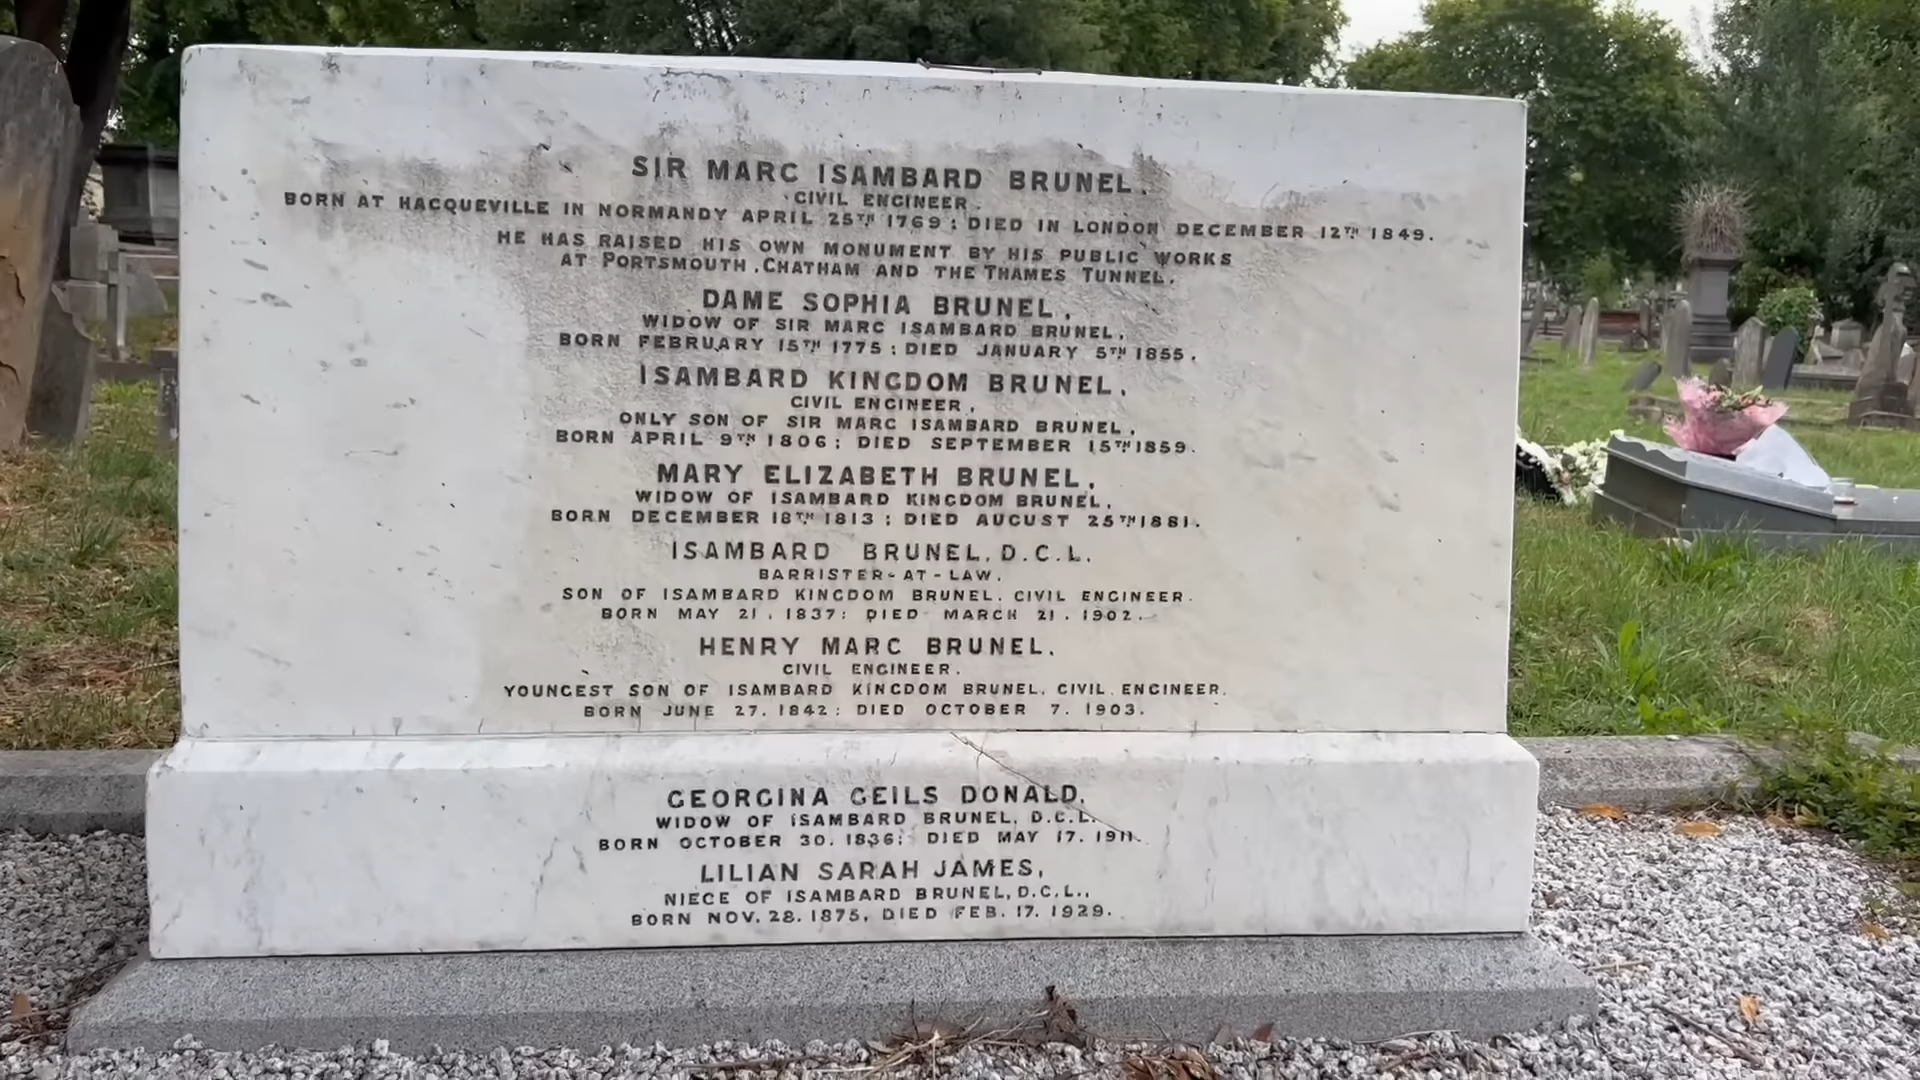 SIR MARC ISAMBARD BRUNEL,
CIVIL ENGINEER.
BORN AT HACQUEVILLE IN NORMANDY APRIL 25TH 1769; DIED IN LONDON DECEMBER 12TH 1849.
HE HAS RAISED HIS OWN MONUMENT BY HIS PUBLIC WORKS
AT PORTSMOUTH, CHATHAM AND THE THAMES TUNNEL.
DAME SOPHIA BRUNEL,
WIDOW OF SIR MARC ISAMBARD BRUNEL,
BORN FEBRUARY 15TH 1775; DIED JANUARY 5TH 1855.
ISAMBARD KINGDOM BRUNEL,
CIVIL ENGINEER,
ONLY SON OF SIR MARC ISAMBARD BRUNEL,
BORN APRIL 9TH 1806; DIED SEPTEMBER 15TH 1859.
MARY ELIZABETH BRUNEL,
WIDOW OF ISAMBARD KINGDOM BRUNEL,
BORN DECEMBER 18TH 1813; DIED AUGUST 25TH 1881.
ISAMBARD BRUNEL, D.C.L.
BARRISTER-AT-LAW.
SON OF ISAMBARD KINGDOM BRUNEL. CIVIL ENGINEER.
BORN MAY 21. 1837: DIED MARCH 21. 1902.
HENRY MARC BRUNEL.
CIVIL ENGINEER.
YOUNGEST SON OF ISAMBARD KINGDOM BRUNEL. CIVIL ENGINEER.
BORN JUNE 27. 1842: DIED OCTOBER 7. 1903.
GEORGINA GEILS DONALD,
WIDOW OF ISAMBARD BRUNEL, D.C.L.
BORN OCTOBER 30. 1836: DIED MAY 17. 1911.
LILIAN SARAH JAMES,
NIECE OF ISAMBARD BRUNEL, D.C.L.,
BORN NOV. 28. 1875, DIED FEB. 17. 1929.